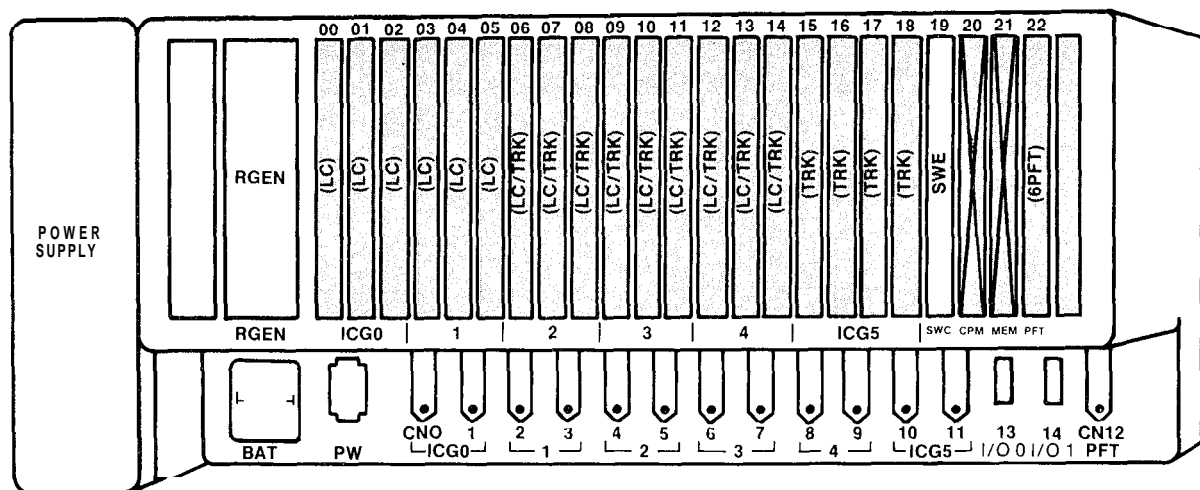 00 01 02 03 04 05 06 07 08 09 10 11 12 13 14 15 16 17 18 19 20 21 22
POWER
SUPPLY
RGEN
(LC) (LC) (LC) (LC) (LC) (LC) (LC/TRK) (LC/TRK) (LC/TRK) (LC/TRK) (LC/TRK) (LC/TRK) (LC/TRK) (LC/TRK) (LC/TRK) (TRK) (TRK) (TRK) (TRK) SWE (6PFT)
RGEN ICG0 1 2 3 4 ICG5 SWC CPM MEM PFT
CNO 1 2 3 4 5 6 7 8 9 10 11 13 14 CN12
BAT PW ICG0 1 2 3 4 ICG5 I/O 0 I/O 1 PFT